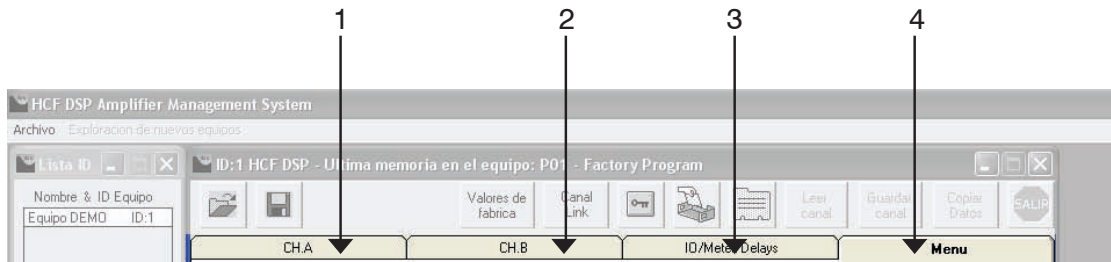 1 2 3 4
HCF DSP Amplifier Management System
Archivo Exploracion de nuevos equipos
Lista ID
ID:1 HCF DSP - Ultima memoria en el equipo: P01 - Factory Program
Nombre & ID Equipo
Equipo DEMO ID:1
Valores de fabrica
Canal Link
Leer canal
Guardar canal
Copiar Datos
SALIR
CH.A
CH.B
IO/Meter Delays
Menu